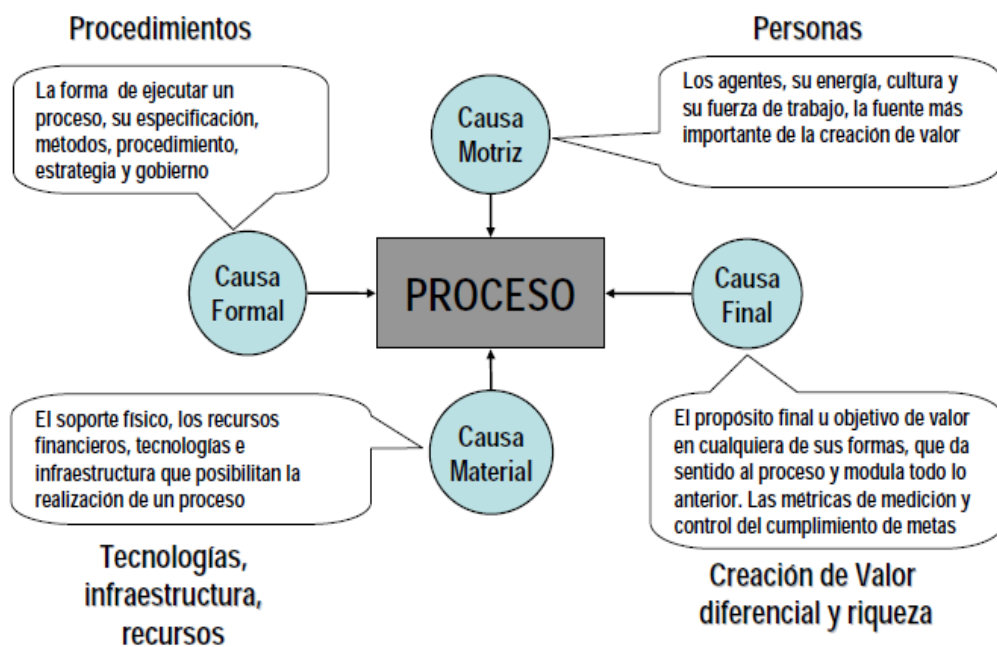 Procedimientos
La forma de ejecutar un
proceso, su especificación,
métodos, procedimiento,
estrategia y gobierno
Personas
Los agentes, su energía, cultura y
su fuerza de trabajo, la fuente más
importante de la creación de valor
Causa
Motriz
Causa
Formal
PROCESO
Causa
Final
El soporte físico, los recursos
financieros, tecnologías e
infraestructura que posibilitan la
realización de un proceso
Causa
Material
El propósito final u objetivo de valor
en cualquiera de sus formas, que da
sentido al proceso y modula todo lo
anterior. Las métricas de medición y
control del cumplimiento de metas
Tecnologías,
infraestructura,
recursos
Creación de Valor
diferencial y riqueza